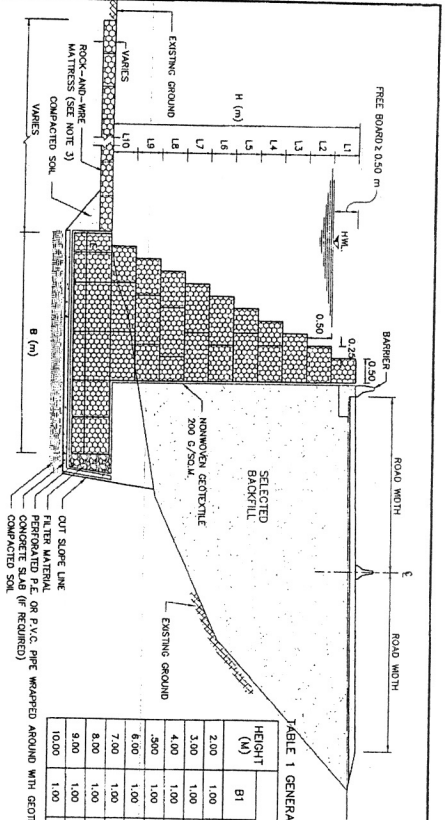 FREE BOARD ≥ 0.50 m
H (m)
L1
L2
L3
L4
L5
L6
L7
L8
L9
L10
HWL.
0.50
0.25
0.50
BARRIER
ROAD WIDTH
ROAD WIDTH
EXISTING GROUND
VARIES
ROCK-AND-WIRE
MATTRESS (SEE NOTE 3)
COMPACTED SOIL
VARIES
B (m)
NONWOVEN GEOTEXTILE
200 G/SQ.M.
SELECTED
BACKFILL
EXISTING GROUND
CUT SLOPE LINE
FILTER MATERIAL
PERFORATED P.E. OR P.V.C. PIPE WRAPPED AROUND WITH GEOT
CONCRETE SLAB (IF REQUIRED)
COMPACTED SOIL
TABLE 1 GENERA
HEIGHT
(M)
B1
2.00 1.00
3.00 1.00
4.00 1.00
.500 1.00
6.00 1.00
7.00 1.00
8.00 1.00
9.00 1.00
10.00 1.00